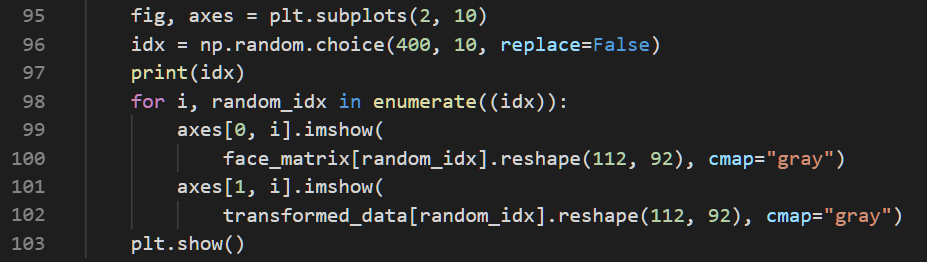 95 fig, axes = plt.subplots(2, 10)
96 idx = np.random.choice(400, 10, replace=False)
97 print(idx)
98 for i, random_idx in enumerate((idx)):
99 axes[0, i].imshow(
100 face_matrix[random_idx].reshape(112, 92), cmap="gray")
101 axes[1, i].imshow(
102 transformed_data[random_idx].reshape(112, 92), cmap="gray")
103 plt.show()